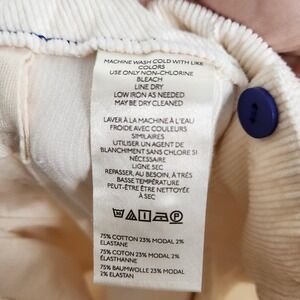 MACHINE WASH COLD WITH LIKE
COLORS
USE ONLY NON-CHLORINE
BLEACH
LINE DRY
LOW IRON AS NEEDED
MAY BE DRY CLEANED
LAVER À LA MACHINE À L'EAU
FROIDE AVEC COULEURS
SIMILAIRES
UTILISER UN AGENT DE
BLANCHIMENT SANS CHLORE SI
NÉCESSAIRE
LIGNE SEC
REPASSER, AU BESOIN, À TRÈS
BASSE TEMPÉRATURE
PEUT-ÊTRE ÊTRE NETTOYÉE
À SEC
75% COTTON 23% MODAL 2%
ELASTANE
75% COTON 23% MODAL 2%
ÉLASTHANNE
75% BAUMWOLLE 23% MODAL
2% ELASTAN